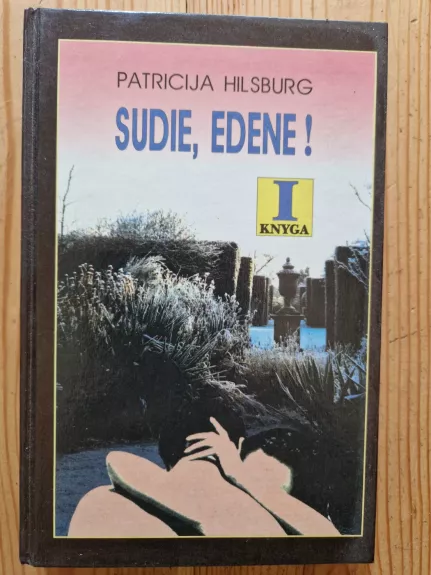 PATRICIJA HILSBURG
SUDIE, EDENE !
I
KNYGA